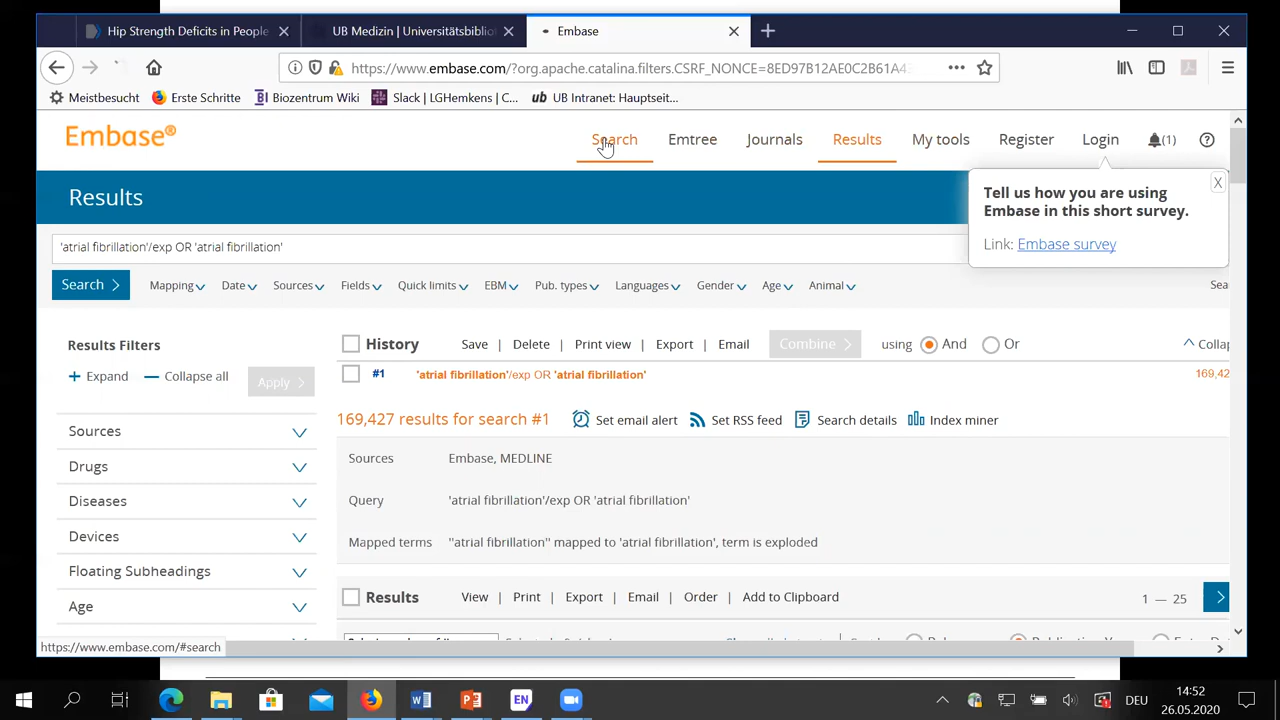 Hip Strength Deficits in People
UB Medizin | Universitätsbibliot
Embase
https://www.embase.com/?org.apache.catalina.filters.CSRF_NONCE=8ED97B12AE0C2B61A43
Meistbesucht
Erste Schritte
Biozentrum Wiki
Slack | LGHemkens | C...
UB Intranet: Hauptseit...
Embase®
Search
Emtree
Journals
Results
My tools
Register
Login
(1)
Tell us how you are using
Embase in this short survey.
X
Link: Embase survey
Results
'atrial fibrillation'/exp OR 'atrial fibrillation'
Search
Mapping
Date
Sources
Fields
Quick limits
EBM
Pub. types
Languages
Gender
Age
Animal
Sea
Results Filters
+ Expand
— Collapse all
Apply
Sources
Drugs
Diseases
Devices
Floating Subheadings
Age
History
Save | Delete | Print view | Export | Email
Combine
using
And
Or
Collap
#1
'atrial fibrillation'/exp OR 'atrial fibrillation'
169,42
169,427 results for search #1
Set email alert
Set RSS feed
Search details
Index miner
Sources
Embase, MEDLINE
Query
'atrial fibrillation'/exp OR 'atrial fibrillation'
Mapped terms
"atrial fibrillation" mapped to 'atrial fibrillation', term is exploded
Results
View | Print | Export | Email | Order | Add to Clipboard
1 — 25
https://www.embase.com/#search
DEU
14:52
26.05.2020